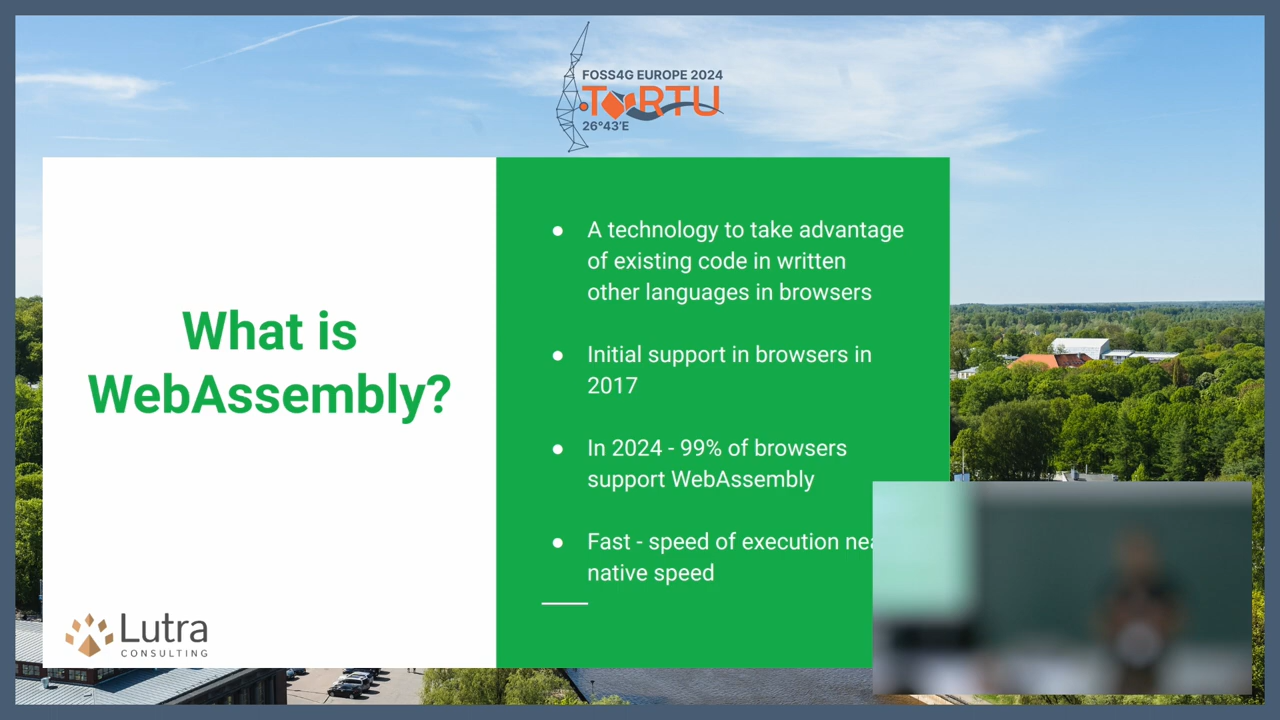 FOSS4G EUROPE 2024
TARTU
26°43'E
What is
WebAssembly?
● A technology to take advantage
of existing code in written
other languages in browsers
● Initial support in browsers in
2017
● In 2024 - 99% of browsers
support WebAssembly
● Fast - speed of execution
native speed
Lutra
CONSULTING